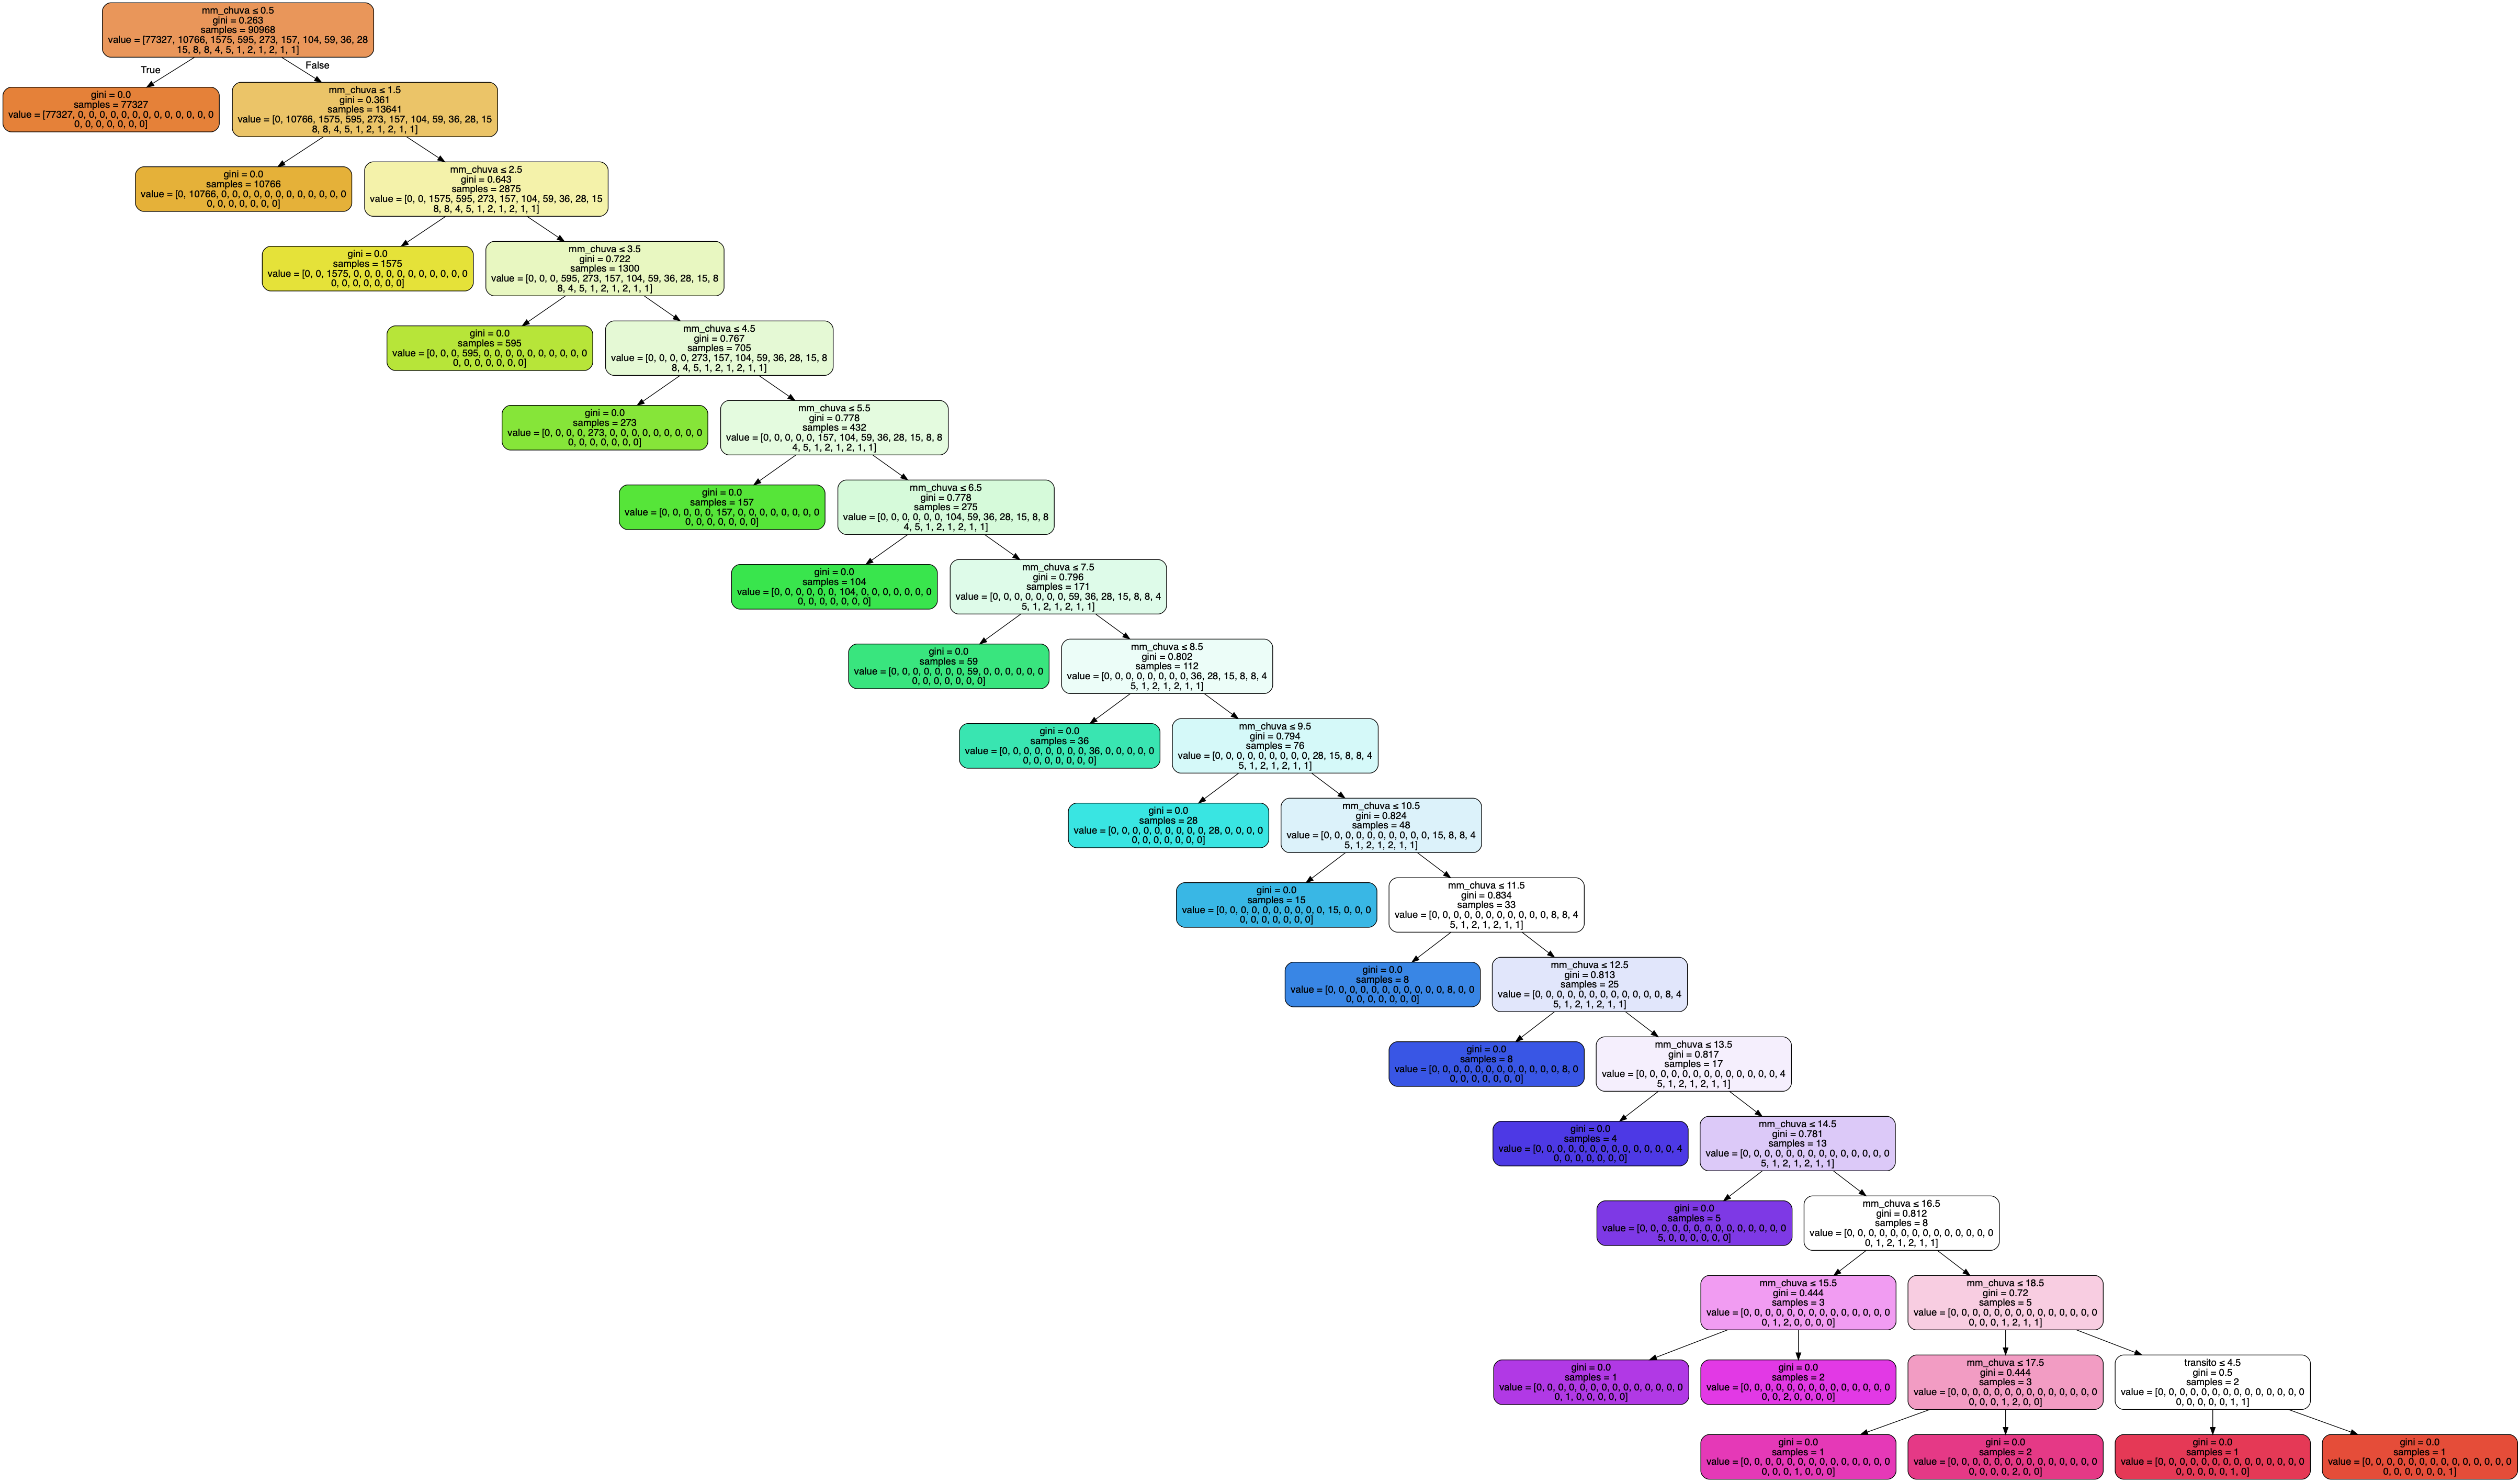 mm_chuva ≤ 0.5
gini = 0.263
samples = 90968
value = [77327, 10766, 1575, 595, 273, 157, 104, 59, 36, 28
15, 8, 8, 4, 5, 1, 2, 1, 2, 1, 1]
True
False
gini = 0.0
samples = 77327
value = [77327, 0, 0, 0, 0, 0, 0, 0, 0, 0, 0, 0, 0, 0
0, 0, 0, 0, 0, 0, 0]
mm_chuva ≤ 1.5
gini = 0.361
samples = 13641
value = [0, 10766, 1575, 595, 273, 157, 104, 59, 36, 28, 15
8, 8, 4, 5, 1, 2, 1, 2, 1, 1]
gini = 0.0
samples = 10766
value = [0, 10766, 0, 0, 0, 0, 0, 0, 0, 0, 0, 0, 0, 0
0, 0, 0, 0, 0, 0, 0]
mm_chuva ≤ 2.5
gini = 0.643
samples = 2875
value = [0, 0, 1575, 595, 273, 157, 104, 59, 36, 28, 15
8, 8, 4, 5, 1, 2, 1, 2, 1, 1]
gini = 0.0
samples = 1575
value = [0, 0, 1575, 0, 0, 0, 0, 0, 0, 0, 0, 0, 0, 0
0, 0, 0, 0, 0, 0, 0]
mm_chuva ≤ 3.5
gini = 0.722
samples = 1300
value = [0, 0, 0, 595, 273, 157, 104, 59, 36, 28, 15, 8
8, 4, 5, 1, 2, 1, 2, 1, 1]
gini = 0.0
samples = 595
value = [0, 0, 0, 595, 0, 0, 0, 0, 0, 0, 0, 0, 0, 0
0, 0, 0, 0, 0, 0, 0]
mm_chuva ≤ 4.5
gini = 0.767
samples = 705
value = [0, 0, 0, 0, 273, 157, 104, 59, 36, 28, 15, 8
8, 4, 5, 1, 2, 1, 2, 1, 1]
gini = 0.0
samples = 273
value = [0, 0, 0, 0, 273, 0, 0, 0, 0, 0, 0, 0, 0, 0
0, 0, 0, 0, 0, 0, 0]
mm_chuva ≤ 5.5
gini = 0.778
samples = 432
value = [0, 0, 0, 0, 0, 157, 104, 59, 36, 28, 15, 8, 8
4, 5, 1, 2, 1, 2, 1, 1]
gini = 0.0
samples = 157
value = [0, 0, 0, 0, 0, 157, 0, 0, 0, 0, 0, 0, 0, 0
0, 0, 0, 0, 0, 0, 0]
mm_chuva ≤ 6.5
gini = 0.778
samples = 275
value = [0, 0, 0, 0, 0, 0, 104, 59, 36, 28, 15, 8, 8
4, 5, 1, 2, 1, 2, 1, 1]
gini = 0.0
samples = 104
value = [0, 0, 0, 0, 0, 0, 104, 0, 0, 0, 0, 0, 0, 0
0, 0, 0, 0, 0, 0, 0]
mm_chuva ≤ 7.5
gini = 0.796
samples = 171
value = [0, 0, 0, 0, 0, 0, 0, 59, 36, 28, 15, 8, 8, 4
5, 1, 2, 1, 2, 1, 1]
gini = 0.0
samples = 59
value = [0, 0, 0, 0, 0, 0, 0, 59, 0, 0, 0, 0, 0, 0
0, 0, 0, 0, 0, 0, 0]
mm_chuva ≤ 8.5
gini = 0.802
samples = 112
value = [0, 0, 0, 0, 0, 0, 0, 0, 36, 28, 15, 8, 8, 4
5, 1, 2, 1, 2, 1, 1]
gini = 0.0
samples = 36
value = [0, 0, 0, 0, 0, 0, 0, 0, 36, 0, 0, 0, 0, 0
0, 0, 0, 0, 0, 0, 0]
mm_chuva ≤ 9.5
gini = 0.794
samples = 76
value = [0, 0, 0, 0, 0, 0, 0, 0, 0, 28, 15, 8, 8, 4
5, 1, 2, 1, 2, 1, 1]
gini = 0.0
samples = 28
value = [0, 0, 0, 0, 0, 0, 0, 0, 0, 28, 0, 0, 0, 0
0, 0, 0, 0, 0, 0, 0]
mm_chuva ≤ 10.5
gini = 0.824
samples = 48
value = [0, 0, 0, 0, 0, 0, 0, 0, 0, 0, 15, 8, 8, 4
5, 1, 2, 1, 2, 1, 1]
gini = 0.0
samples = 15
value = [0, 0, 0, 0, 0, 0, 0, 0, 0, 0, 15, 0, 0, 0
0, 0, 0, 0, 0, 0, 0]
mm_chuva ≤ 11.5
gini = 0.834
samples = 33
value = [0, 0, 0, 0, 0, 0, 0, 0, 0, 0, 0, 8, 8, 4
5, 1, 2, 1, 2, 1, 1]
gini = 0.0
samples = 8
value = [0, 0, 0, 0, 0, 0, 0, 0, 0, 0, 0, 8, 0, 0
0, 0, 0, 0, 0, 0, 0]
mm_chuva ≤ 12.5
gini = 0.813
samples = 25
value = [0, 0, 0, 0, 0, 0, 0, 0, 0, 0, 0, 0, 8, 4
5, 1, 2, 1, 2, 1, 1]
gini = 0.0
samples = 8
value = [0, 0, 0, 0, 0, 0, 0, 0, 0, 0, 0, 0, 8, 0
0, 0, 0, 0, 0, 0, 0]
mm_chuva ≤ 13.5
gini = 0.817
samples = 17
value = [0, 0, 0, 0, 0, 0, 0, 0, 0, 0, 0, 0, 0, 4
5, 1, 2, 1, 2, 1, 1]
gini = 0.0
samples = 4
value = [0, 0, 0, 0, 0, 0, 0, 0, 0, 0, 0, 0, 0, 4
0, 0, 0, 0, 0, 0, 0]
mm_chuva ≤ 14.5
gini = 0.781
samples = 13
value = [0, 0, 0, 0, 0, 0, 0, 0, 0, 0, 0, 0, 0, 0
5, 1, 2, 1, 2, 1, 1]
gini = 0.0
samples = 5
value = [0, 0, 0, 0, 0, 0, 0, 0, 0, 0, 0, 0, 0, 0
5, 0, 0, 0, 0, 0, 0]
mm_chuva ≤ 16.5
gini = 0.812
samples = 8
value = [0, 0, 0, 0, 0, 0, 0, 0, 0, 0, 0, 0, 0, 0
0, 1, 2, 1, 2, 1, 1]
mm_chuva ≤ 15.5
gini = 0.444
samples = 3
value = [0, 0, 0, 0, 0, 0, 0, 0, 0, 0, 0, 0, 0, 0
0, 1, 2, 0, 0, 0, 0]
mm_chuva ≤ 18.5
gini = 0.72
samples = 5
value = [0, 0, 0, 0, 0, 0, 0, 0, 0, 0, 0, 0, 0, 0
0, 0, 0, 1, 2, 1, 1]
gini = 0.0
samples = 1
value = [0, 0, 0, 0, 0, 0, 0, 0, 0, 0, 0, 0, 0, 0
0, 1, 0, 0, 0, 0, 0]
gini = 0.0
samples = 2
value = [0, 0, 0, 0, 0, 0, 0, 0, 0, 0, 0, 0, 0, 0
0, 0, 2, 0, 0, 0, 0]
mm_chuva ≤ 17.5
gini = 0.444
samples = 3
value = [0, 0, 0, 0, 0, 0, 0, 0, 0, 0, 0, 0, 0, 0
0, 0, 0, 1, 2, 0, 0]
transito ≤ 4.5
gini = 0.5
samples = 2
value = [0, 0, 0, 0, 0, 0, 0, 0, 0, 0, 0, 0, 0, 0
0, 0, 0, 0, 0, 1, 1]
gini = 0.0
samples = 1
value = [0, 0, 0, 0, 0, 0, 0, 0, 0, 0, 0, 0, 0, 0
0, 0, 0, 1, 0, 0, 0]
gini = 0.0
samples = 2
value = [0, 0, 0, 0, 0, 0, 0, 0, 0, 0, 0, 0, 0, 0
0, 0, 0, 0, 2, 0, 0]
gini = 0.0
samples = 1
value = [0, 0, 0, 0, 0, 0, 0, 0, 0, 0, 0, 0, 0, 0
0, 0, 0, 0, 0, 1, 0]
gini = 0.0
samples = 1
value = [0, 0, 0, 0, 0, 0, 0, 0, 0, 0, 0, 0, 0, 0
0, 0, 0, 0, 0, 0, 1]